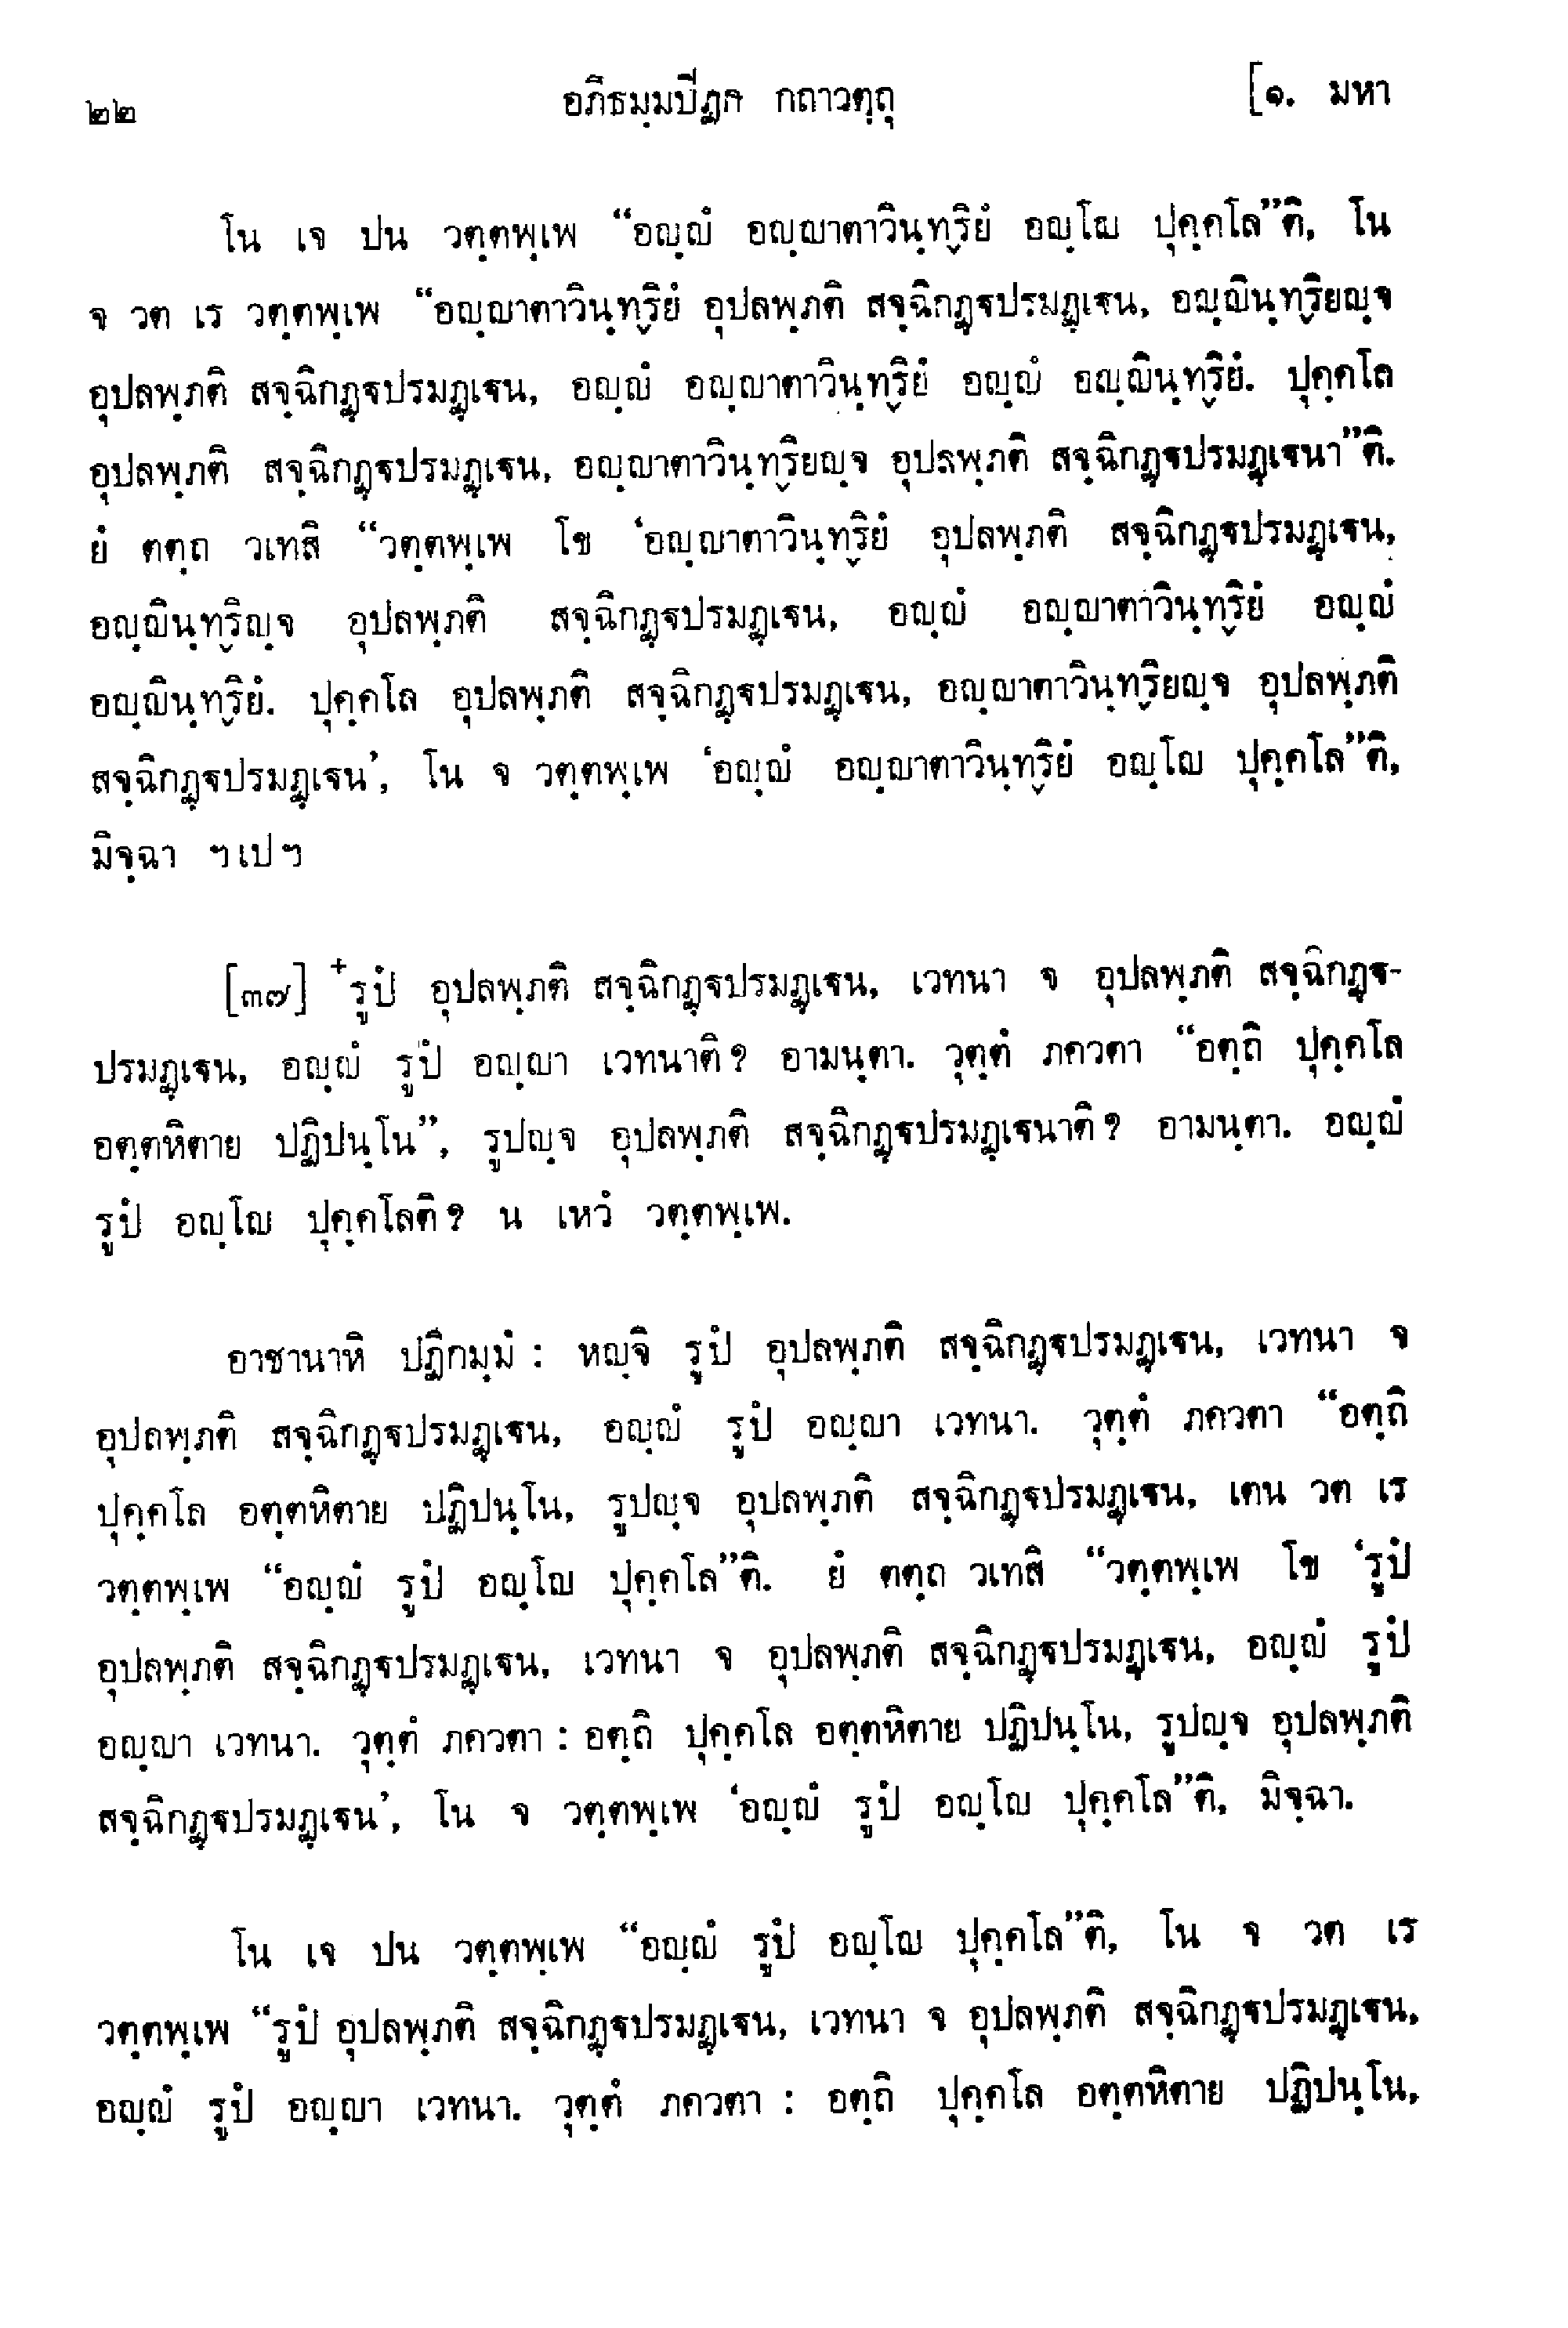 ๒๒ อภิธมฺมปิฏก กถาวตฺถุ [๑. มหา
โน เจ ปน วตฺตพฺเพ “อญฺญํ อญฺญาตาวินฺทฺริยํ อญฺโญ ปุคฺคโล”ติ, โน
จ วต เร วตฺตพฺเพ “อญฺญาตาวินฺทฺริยํ อุปลพฺภติ สจฺฉิกฏฺฐปรมฏฺเฐน, อญฺญินฺทฺริยญฺจ
อุปลพฺภติ สจฺฉิกฏฺฐปรมฏฺเฐน, อญฺญํ อญฺญาตาวินฺทฺริยํ อญฺญํ อญฺญินฺทฺริยํ. ปุคฺคโล
อุปลพฺภติ สจฺฉิกฏฺฐปรมฏฺเฐน, อญฺญาตาวินฺทฺริยญฺจ อุปลพฺภติ สจฺฉิกฏฺฐปรมฏฺเฐนา”ติ.
ยํ ตตฺถ วเทสิ “วตฺตพฺเพ โข ‘อญฺญาตาวินฺทฺริยํ อุปลพฺภติ สจฺฉิกฏฺฐปรมฏฺเฐน,
อญฺญินฺทฺริญฺจ อุปลพฺภติ สจฺฉิกฏฺฐปรมฏฺเฐน, อญฺญํ อญฺญาตาวินฺทฺริยํ อญฺญํ
อญฺญินฺทฺริยํ. ปุคฺคโล อุปลพฺภติ สจฺฉิกฏฺฐปรมฏฺเฐน, อญฺญาตาวินฺทฺริยญฺจ อุปลพฺภติ
สจฺฉิกฏฺฐปรมฏฺเฐน’, โน จ วตฺตพฺเพ ‘อญฺญํ อญฺญาตาวินฺทฺริยํ อญฺโญ ปุคฺคโล”ติ,
มิจฺฉา ฯเปฯ
[๓๗] +รูปํ อุปลพฺภติ สจฺฉิกฏฺฐปรมฏฺเฐน, เวทนา จ อุปลพฺภติ สจฺฉิกฏฺฐ-
ปรมฏฺเฐน, อญฺญํ รูปํ อญฺญา เวทนาติ? อามนฺตา. วุตฺตํ ภควตา “อตฺถิ ปุคฺคโล
อตฺตหิตาย ปฏิปนฺโน”, รูปญฺจ อุปลพฺภติ สจฺฉิกฏฺฐปรมฏฺเฐนาติ? อามนฺตา. อญฺญํ
รูปํ อญฺโญ ปุคฺคโลติ? น เหวํ วตฺตพฺเพ.
อาชานาหิ ปฏิกมฺมํ : หญฺจิ รูปํ อุปลพฺภติ สจฺฉิกฏฺฐปรมฏฺเฐน, เวทนา จ
อุปลพฺภติ สจฺฉิกฏฺฐปรมฏฺเฐน, อญฺญํ รูปํ อญฺญา เวทนา. วุตฺตํ ภควตา “อตฺถิ
ปุคฺคโล อตฺตหิตาย ปฏิปนฺโน, รูปญฺจ อุปลพฺภติ สจฺฉิกฏฺฐปรมฏฺเฐน, เตน วต เร
วตฺตพฺเพ “อญฺญํ รูปํ อญฺโญ ปุคฺคโล”ติ. ยํ ตตฺถ วเทสิ “วตฺตพฺเพ โข ‘รูปํ
อุปลพฺภติ สจฺฉิกฏฺฐปรมฏฺเฐน, เวทนา จ อุปลพฺภติ สจฺฉิกฏฺฐปรมฏฺเฐน, อญฺญํ รูปํ
อญฺญา เวทนา. วุตฺตํ ภควตา : อตฺถิ ปุคฺคโล อตฺตหิตาย ปฏิปนฺโน, รูปญฺจ อุปลพฺภติ
สจฺฉิกฏฺฐปรมฏฺเฐน’, โน จ วตฺตพฺเพ ‘อญฺญํ รูปํ อญฺโญ ปุคฺคโล”ติ, มิจฺฉา.
โน เจ ปน วตฺตพฺเพ “อญฺญํ รูปํ อญฺโญ ปุคฺคโล”ติ, โน จ วต เร
วตฺตพฺเพ “รูปํ อุปลพฺภติ สจฺฉิกฏฺฐปรมฏฺเฐน, เวทนา จ อุปลพฺภติ สจฺฉิกฏฺฐปรมฏฺเฐน,
อญฺญํ รูปํ อญฺญา เวทนา. วุตฺตํ ภควตา : อตฺถิ ปุคฺคโล อตฺตหิตาย ปฏิปนฺโน,